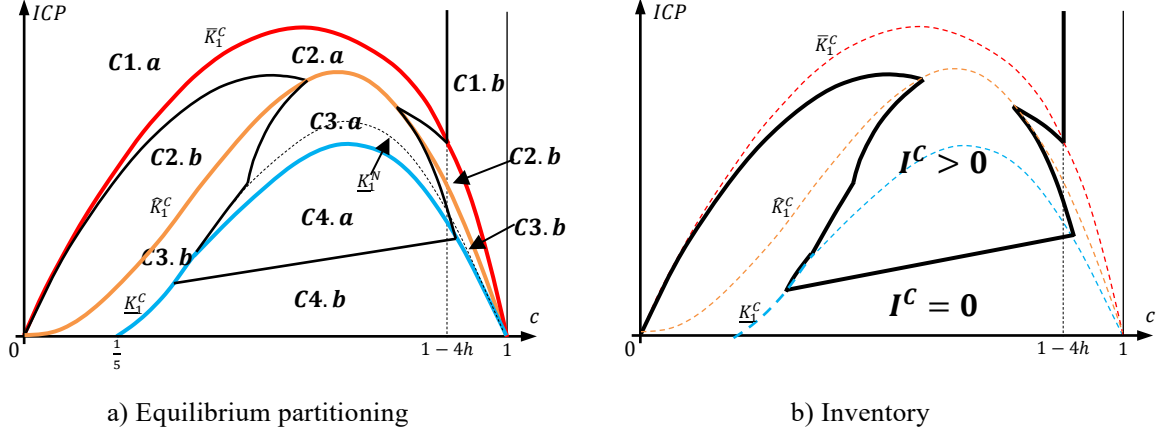 ICP
K̅₁ᶜ
C1.a
C2.a
C1.b
C3.a
C2.b
C2.b
K̲₁ᴺ
K̂₁ᶜ
C4.a
C3.b
C3.b
K̲₁ᶜ
C4.b
c
0
1/5
1 − 4h
1
a) Equilibrium partitioning
ICP
K̅₁ᶜ
Iᶜ > 0
K̂₁ᶜ
K̲₁ᶜ
Iᶜ = 0
c
0
1 − 4h
1
b) Inventory